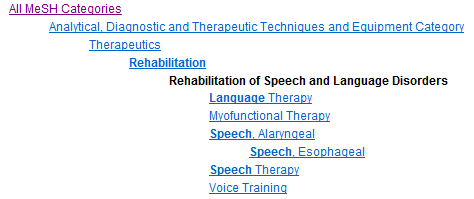 All MeSH Categories
Analytical, Diagnostic and Therapeutic Techniques and Equipment Category
Therapeutics
Rehabilitation
Rehabilitation of Speech and Language Disorders
Language Therapy
Myofunctional Therapy
Speech, Alaryngeal
Speech, Esophageal
Speech Therapy
Voice Training